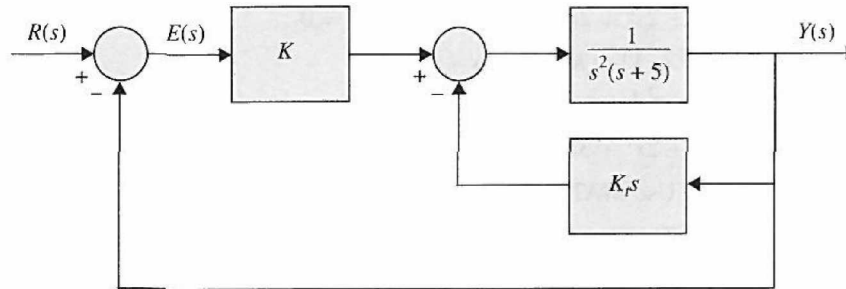 R(s)
E(s)
K
1
s²(s + 5)
Y(s)
+
−
+
−
Kₜs